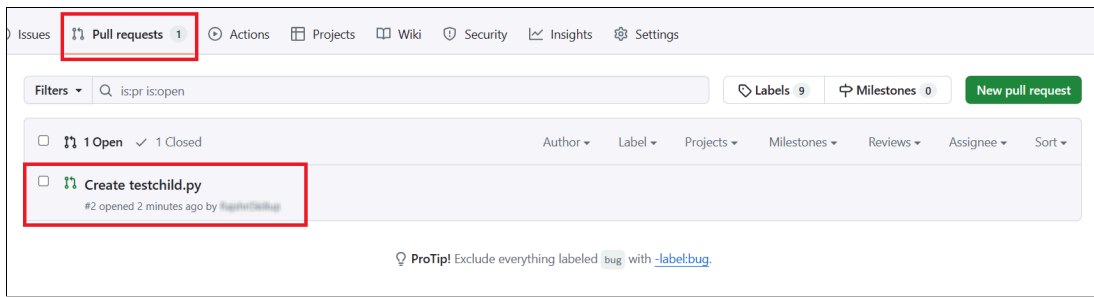 Issues Pull requests 1 Actions Projects Wiki Security Insights Settings
Filters is:pr is:open Labels 9 Milestones 0 New pull request
1 Open 1 Closed Author Label Projects Milestones Reviews Assignee Sort
Create testchild.py
#2 opened 2 minutes ago by
ProTip! Exclude everything labeled bug with -label:bug.